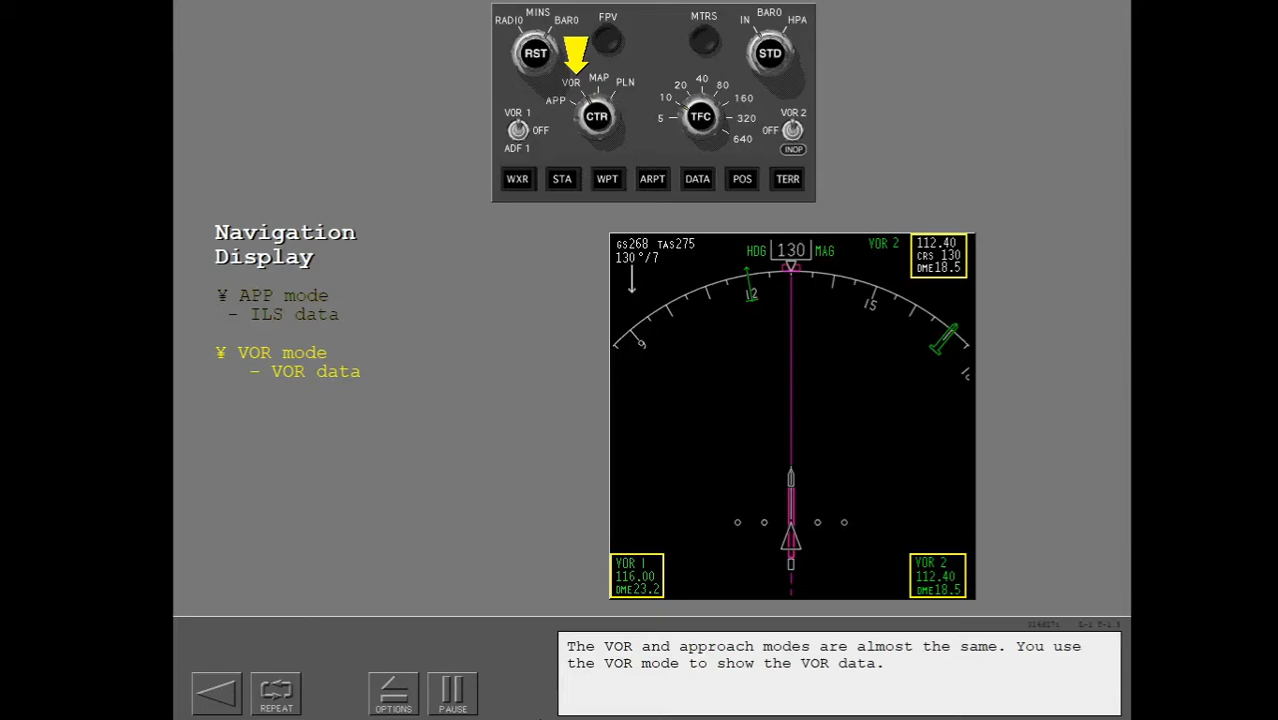 MINS
RADIO BARO
FPV
MTRS
BARO
IN HPA
RST
STD
VOR MAP PLN
APP
CTR
VOR 1
OFF
ADF 1
5 10 20 40 80 160 320 640
TFC
VOR 2
OFF
INOP
WXR STA WPT ARPT DATA POS TERR
Navigation
Display
¥ APP mode
- ILS data
¥ VOR mode
- VOR data
GS268 TAS275
130°/7
HDG 130 MAG
VOR 2
112.40
CRS 130
DME18.5
9 12 15
VOR 1
116.00
DME23.2
VOR 2
112.40
DME18.5
The VOR and approach modes are almost the same. You use
the VOR mode to show the VOR data.
REPEAT
OPTIONS
PAUSE